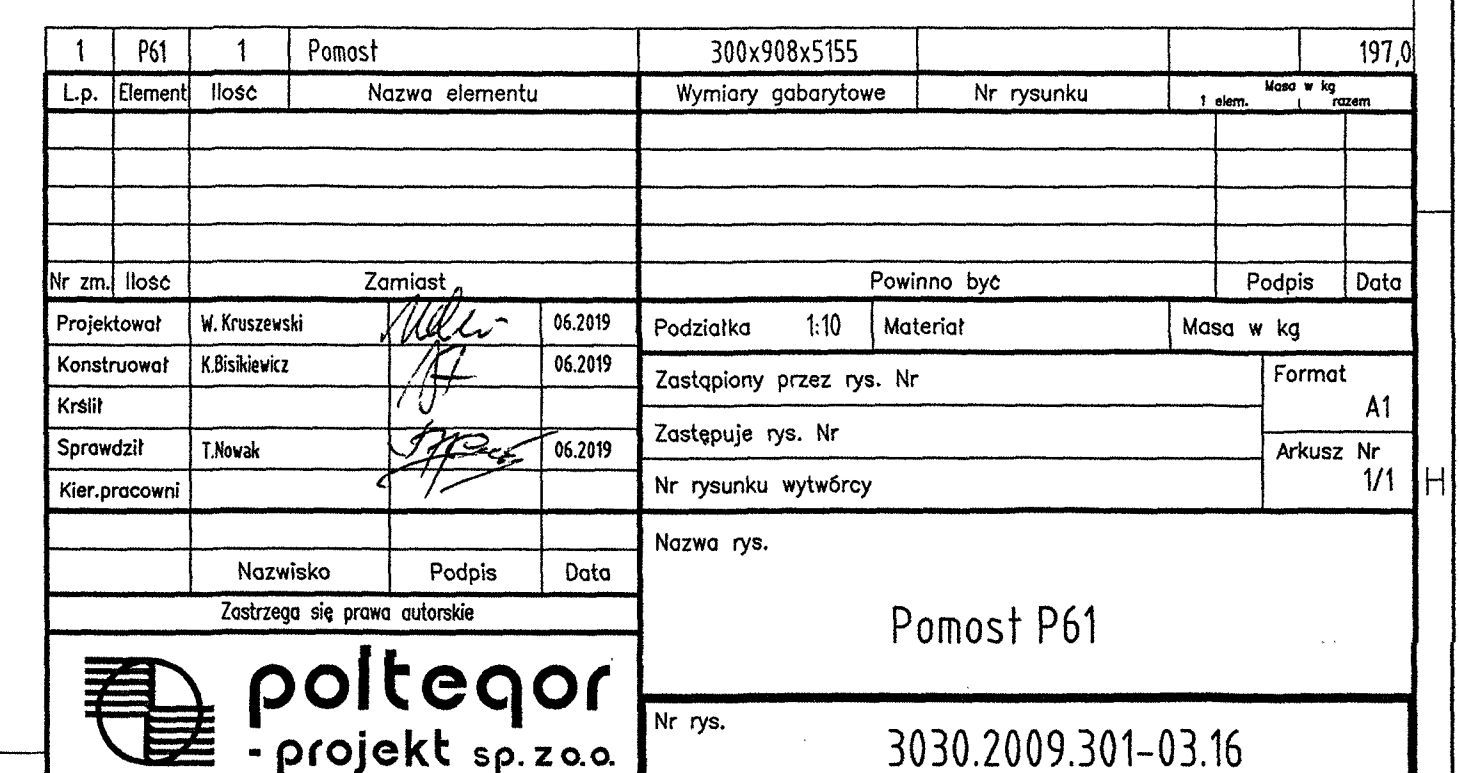 1 P61 1 Pomost 300x908x5155 197,0
L.p. Element Ilość Nazwa elementu Wymiary gabarytowe Nr rysunku Masa w kg
1 elem. razem
Nr zm. Ilość Zamiast Powinno być Podpis Data
Projektował W. Kruszewski 06.2019 Podziałka 1:10 Materiał Masa w kg
Konstruował K.Bisikiewicz 06.2019 Zastąpiony przez rys. Nr Format
A1
Krślił
Zastępuje rys. Nr
Sprawdził T.Nowak 06.2019 Arkusz Nr
1/1
Kier.pracowni Nr rysunku wytwórcy
H
Nazwa rys.
Nazwisko Podpis Data
Zastrzega się prawa autorskie
Pomost P61
poltegor
- projekt sp. z o.o.
Nr rys.
3030.2009.301-03.16